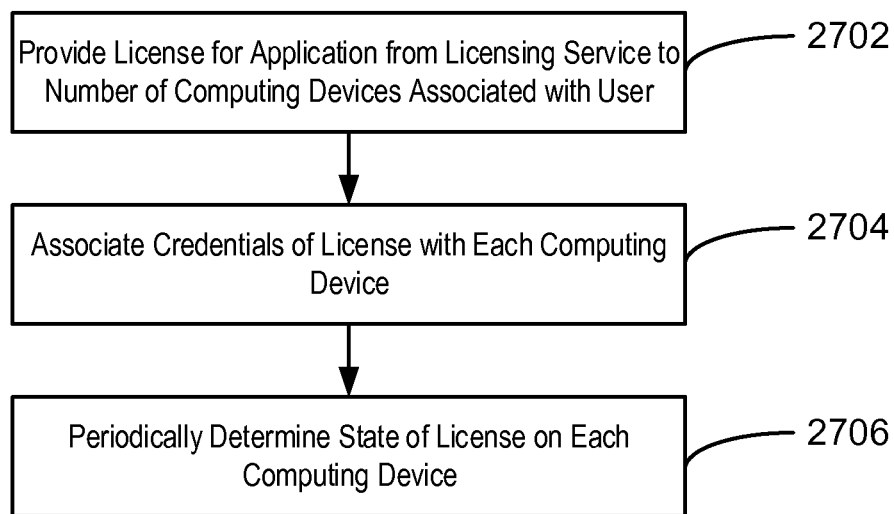 Provide License for Application from Licensing Service to
Number of Computing Devices Associated with User
2702
Associate Credentials of License with Each Computing
Device
2704
Periodically Determine State of License on Each
Computing Device
2706